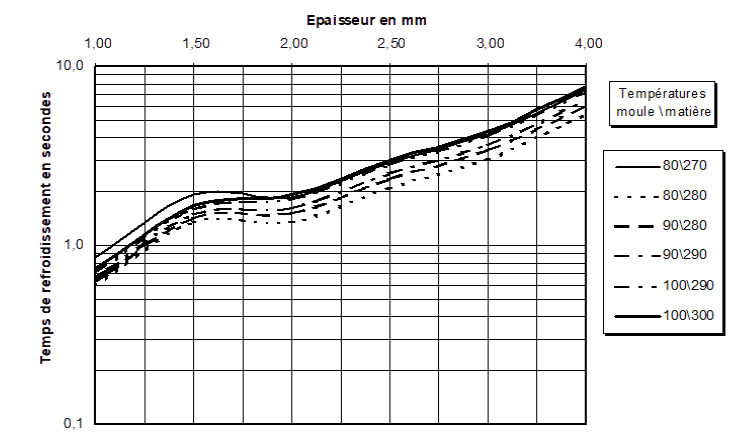 Epaisseur en mm
1,00 1,50 2,00 2,50 3,00 4,00
10,0
1,0
0,1
Temps de refroidissement en secondes
Températures
moule \ matière
80\270
80\280
90\280
90\290
100\290
100\300